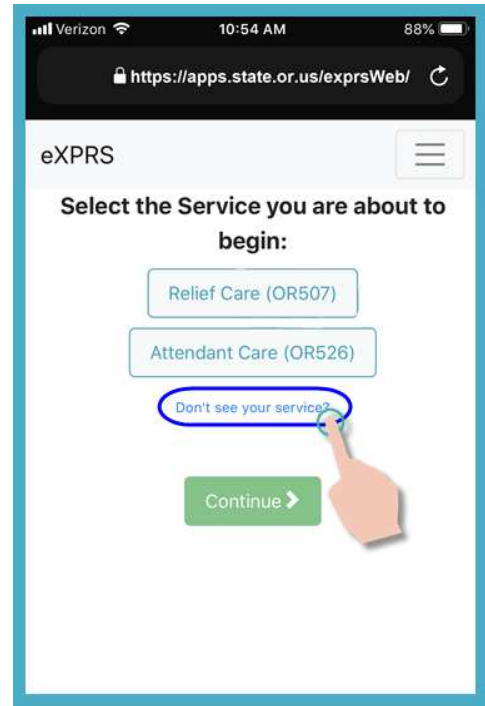 Verizon 10:54 AM 88%
https://apps.state.or.us/exprsWeb/
eXPRS
Select the Service you are about to
begin:
Relief Care (OR507)
Attendant Care (OR526)
Don't see your service?
Continue